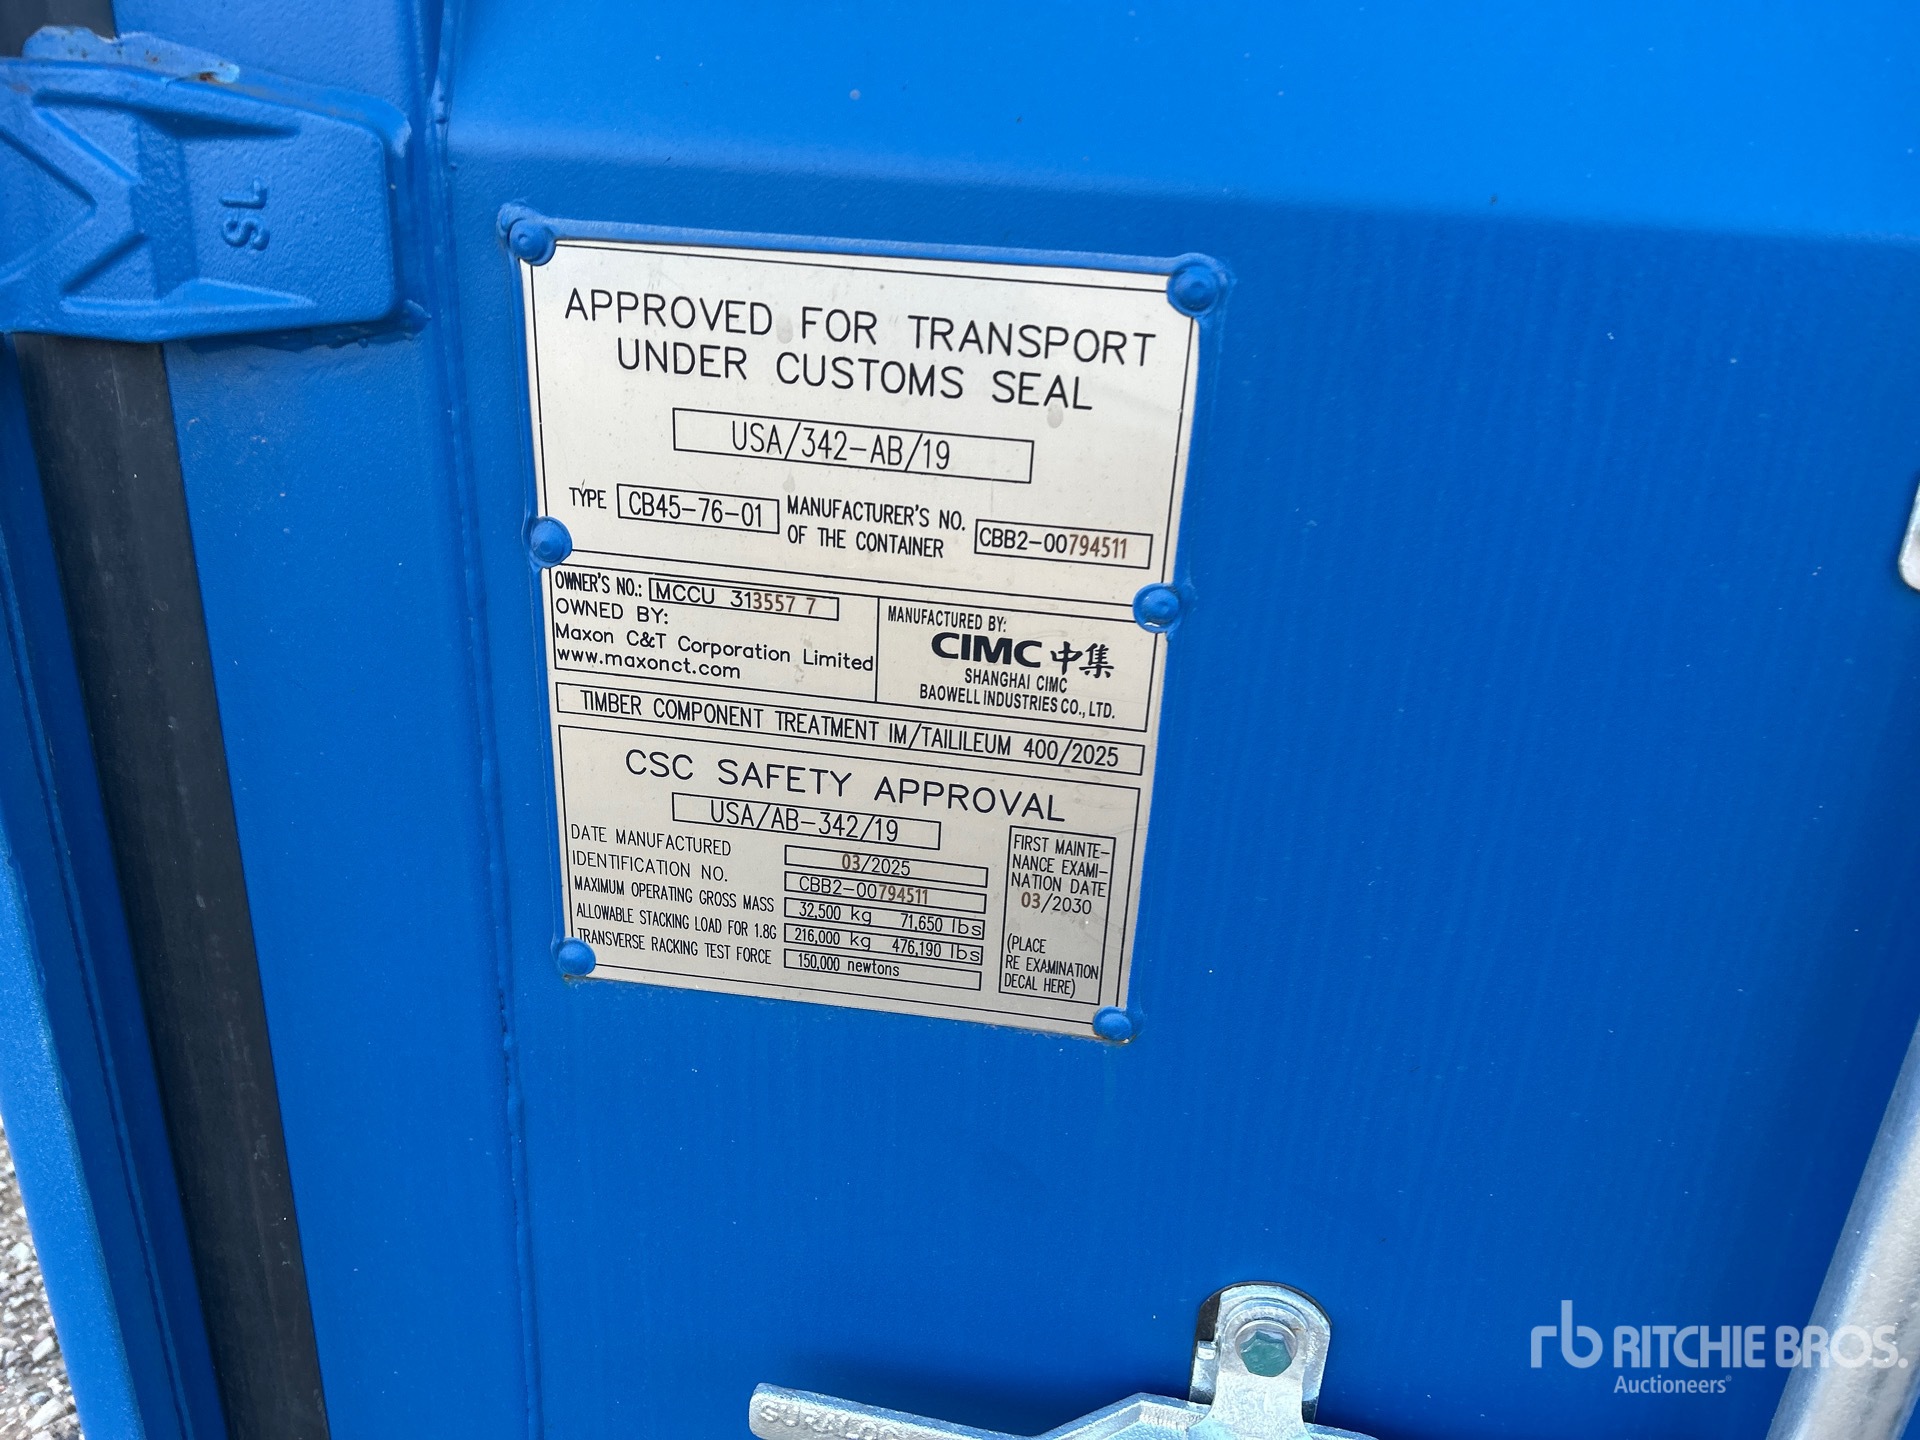 SL
APPROVED FOR TRANSPORT
UNDER CUSTOMS SEAL
USA/342-AB/19
TYPE CB45-76-01 MANUFACTURER'S NO.
OF THE CONTAINER CBB2-00794511
OWNER'S NO.: MCCU 313557 7
OWNED BY:
Maxon C&T Corporation Limited
www.maxonct.com
MANUFACTURED BY:
CIMC 中集
SHANGHAI CIMC
BAOWELL INDUSTRIES CO., LTD.
TIMBER COMPONENT TREATMENT IM/TAILILEUM 400/2025
CSC SAFETY APPROVAL
USA/AB-342/19
DATE MANUFACTURED 03/2025
IDENTIFICATION NO. CBB2-00794511
MAXIMUM OPERATING GROSS MASS 32,500 kg 71,650 lbs
ALLOWABLE STACKING LOAD FOR 1.8G 216,000 kg 476,190 lbs
TRANSVERSE RACKING TEST FORCE 150,000 newtons
FIRST MAINTE-
NANCE EXAMI-
NATION DATE
03/2030
(PLACE
RE EXAMINATION
DECAL HERE)
rb RITCHIE BROS.
Auctioneers